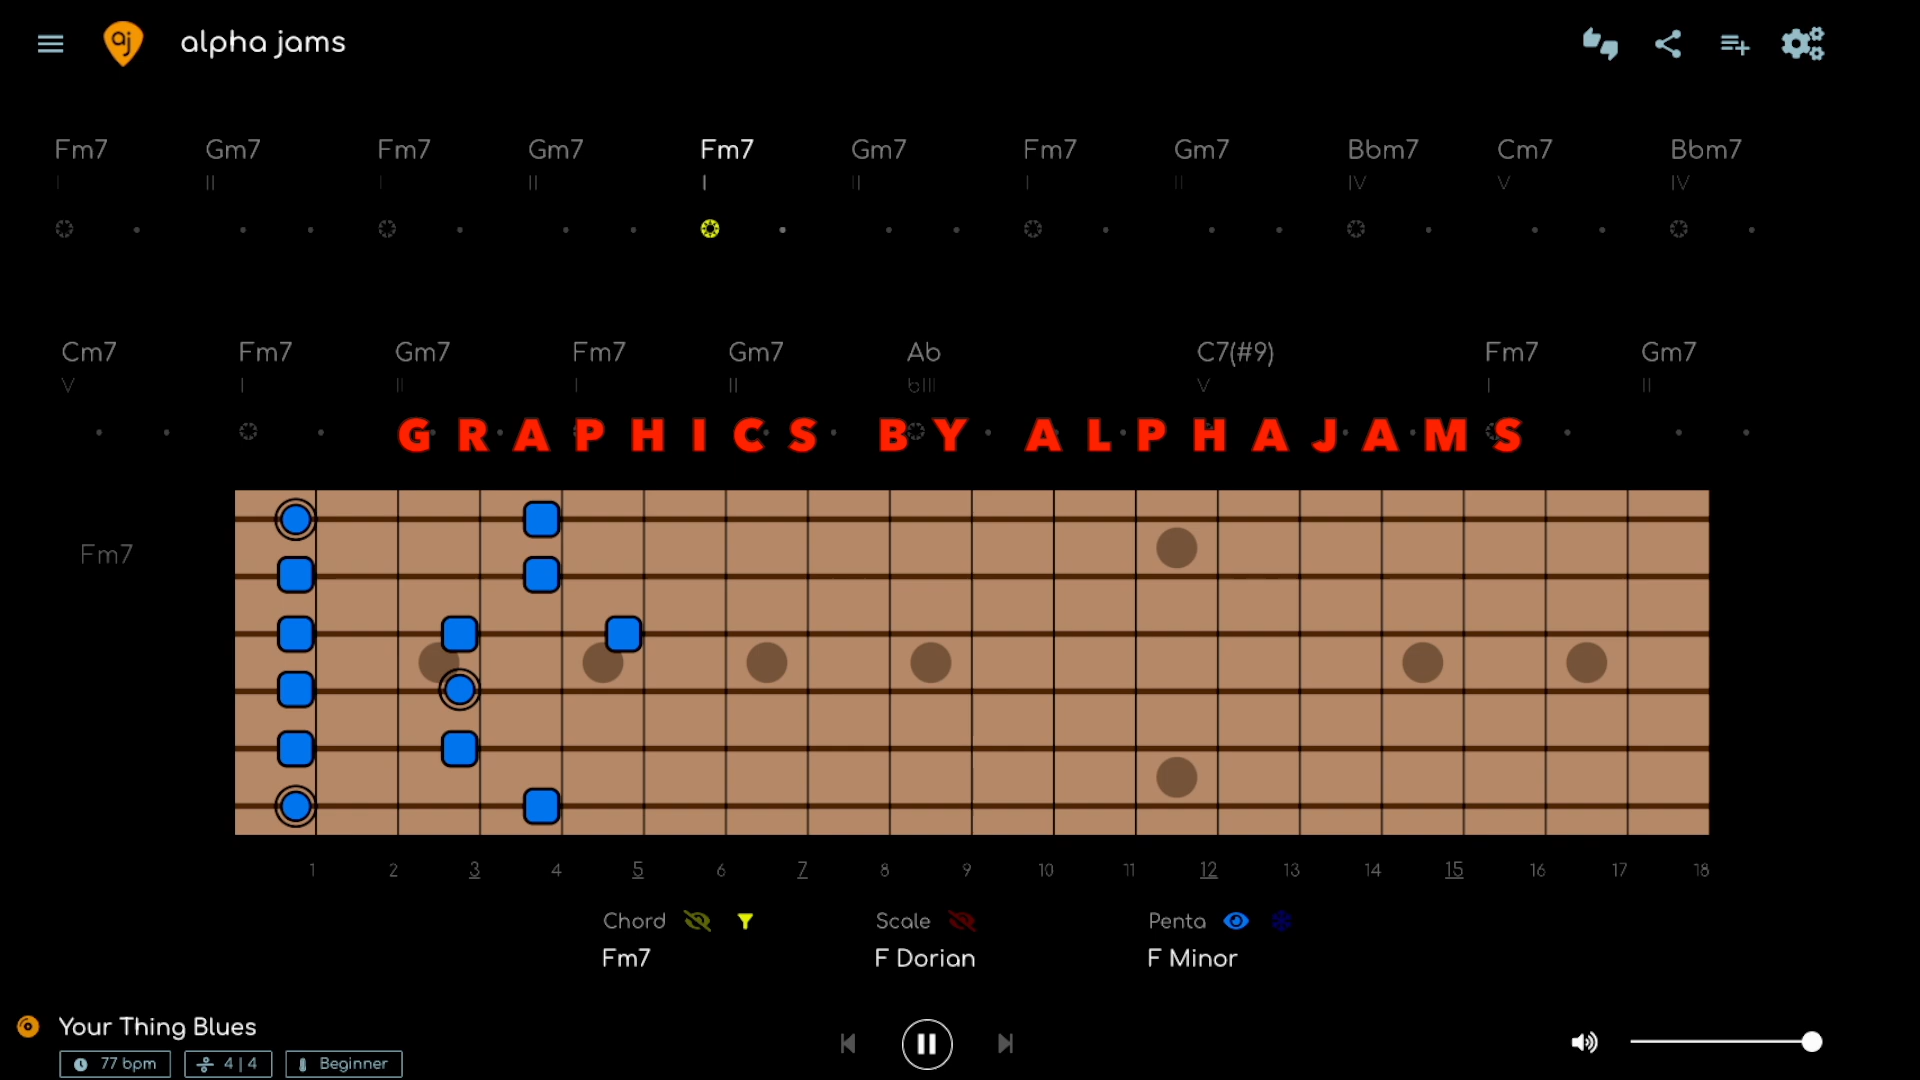 alpha jams
Fm7 Gm7 Fm7 Gm7 Fm7 Gm7 Fm7 Gm7 Bbm7 Cm7 Bbm7
I II I II I II I II IV V IV
Cm7 Fm7 Gm7 Fm7 Gm7 Ab C7(#9) Fm7 Gm7
V I II I II bIII V I II
GRAPHICS BY ALPHAJAMS
Fm7
1 2 3 4 5 6 7 8 9 10 11 12 13 14 15 16 17 18
Chord Scale Penta
Fm7 F Dorian F Minor
Your Thing Blues
77 bpm 4 | 4 Beginner